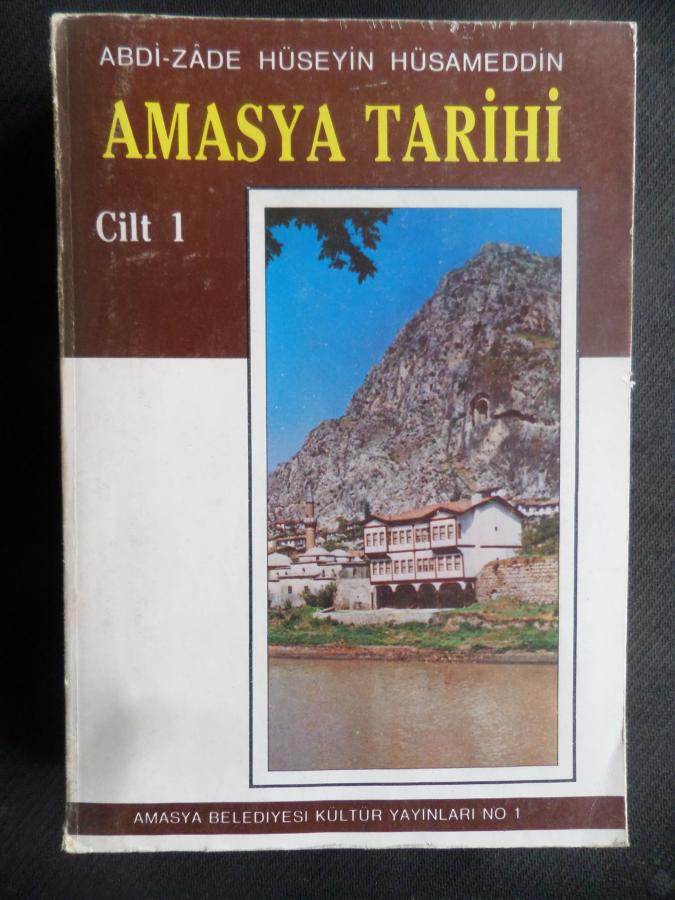 ABDİ-ZÂDE HÜSEYİN HÜSAMEDDİN
AMASYA TARİHİ
Cilt 1
AMASYA BELEDİYESİ KÜLTÜR YAYINLARI NO 1